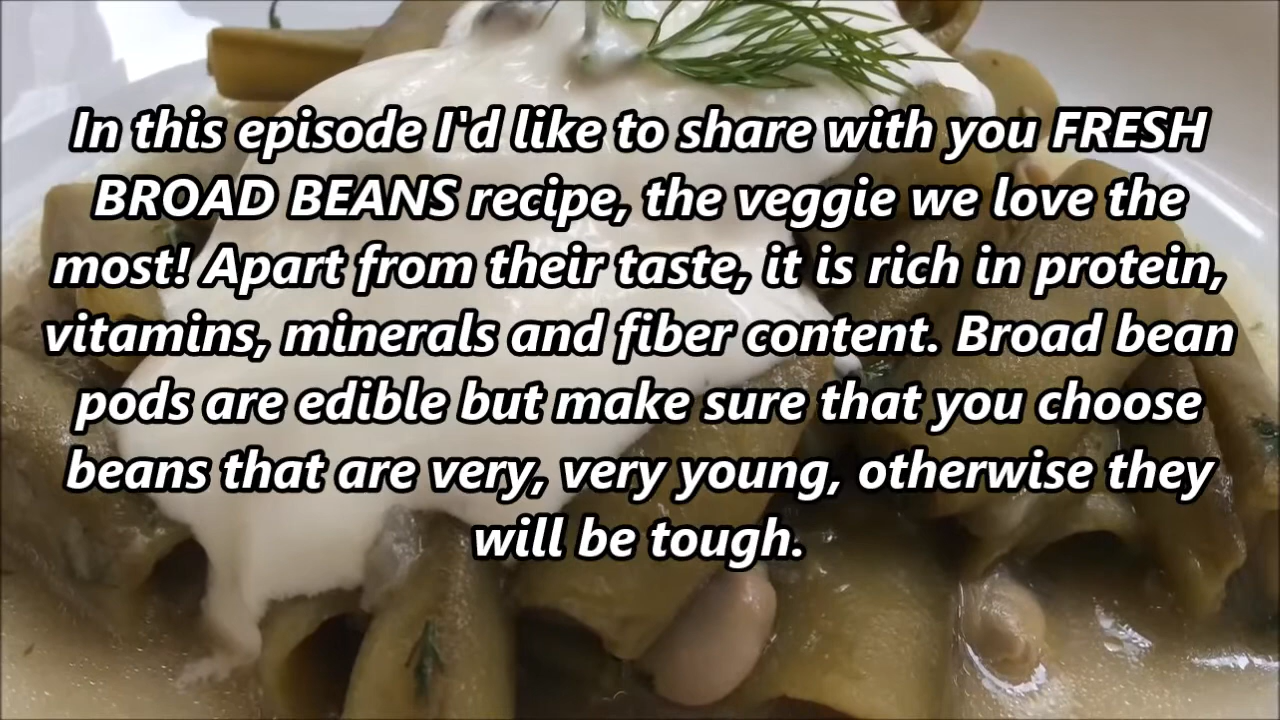 In this episode I'd like to share with you FRESH
BROAD BEANS recipe, the veggie we love the
most! Apart from their taste, it is rich in protein,
vitamins, minerals and fiber content. Broad bean
pods are edible but make sure that you choose
beans that are very, very young, otherwise they
will be tough.